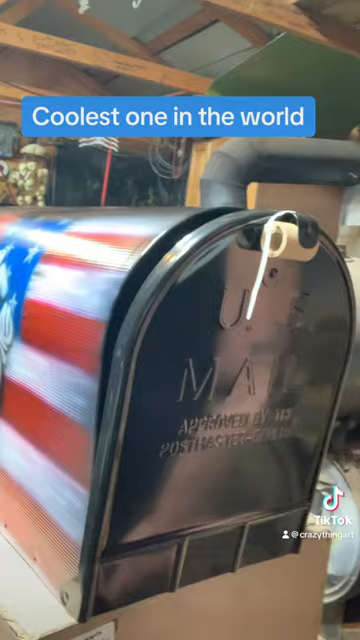 Coolest one in the world
U.S.
MAIL
APPROVED BY THE
POSTMASTER GENERAL
TikTok
@crazythingart